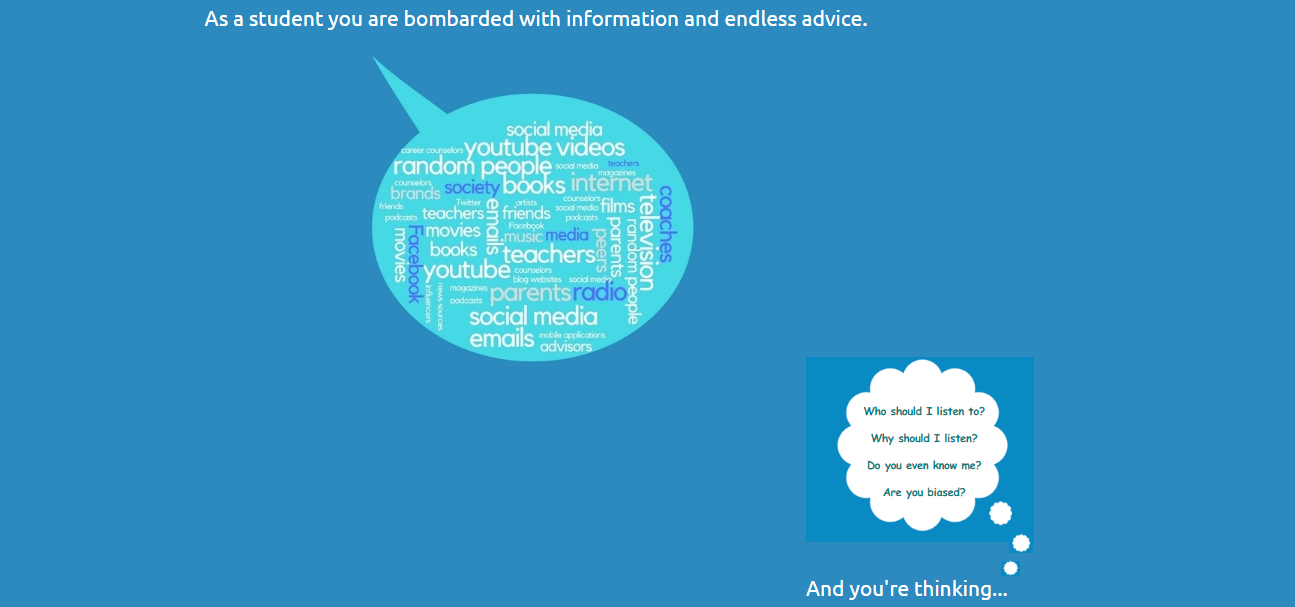 As a student you are bombarded with information and endless advice.
social media
career counselors youtube videos
random people social media teachers
magazines
counselors society books internet
brands
coaches
Twitter artists counselors
friends emails social media films television
podcasts teachers friends podcasts
Facebook
movies Facebook movies music media peers parents random people
books teachers
youtube counselors
blog websites social media
influencers news sources magazines parents radio
podcasts
social media
emails mobile applications
advisors
Who should I listen to?
Why should I listen?
Do you even know me?
Are you biased?
And you're thinking...